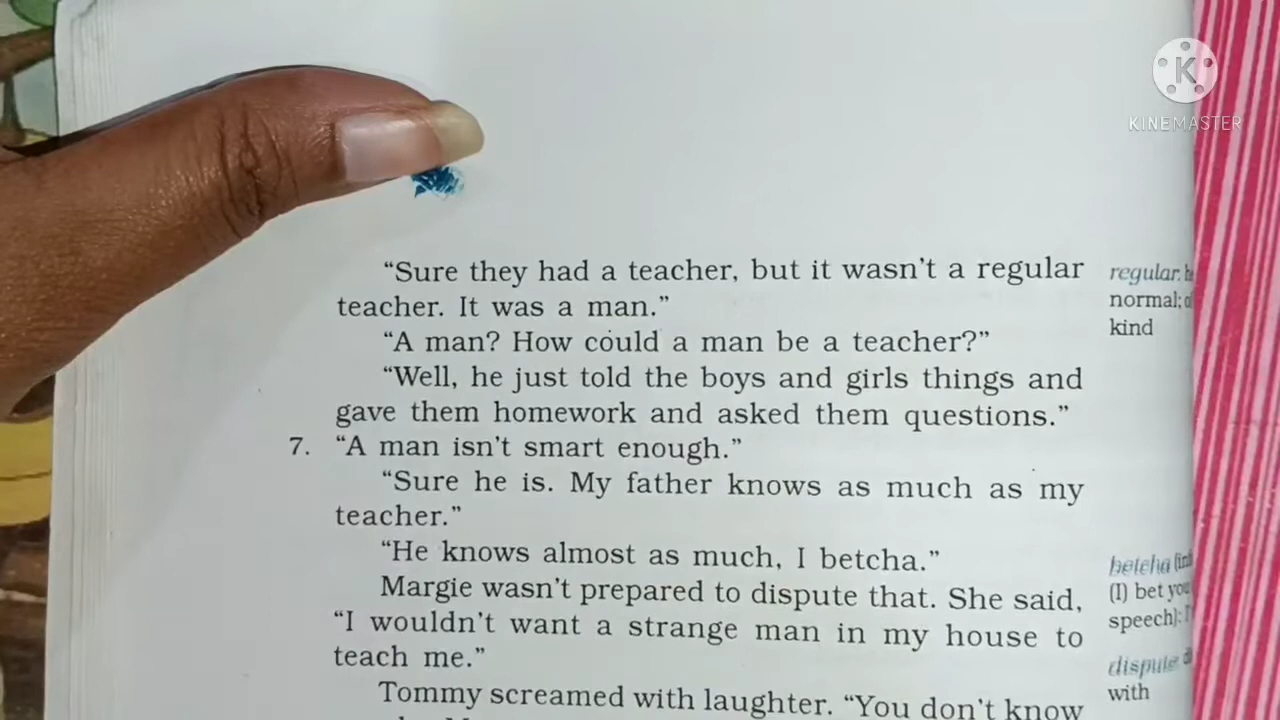 K
KINEMASTER
“Sure they had a teacher, but it wasn’t a regular
teacher. It was a man.”
“A man? How could a man be a teacher?”
“Well, he just told the boys and girls things and
gave them homework and asked them questions.”
7. “A man isn’t smart enough.”
“Sure he is. My father knows as much as my
teacher.”
“He knows almost as much, I betcha.”
Margie wasn’t prepared to dispute that. She said,
“I wouldn’t want a strange man in my house to
teach me.”
Tommy screamed with laughter. “You don’t know
regular:
normal;
kind
betcha
(I) bet you
speech):
dispute:
with